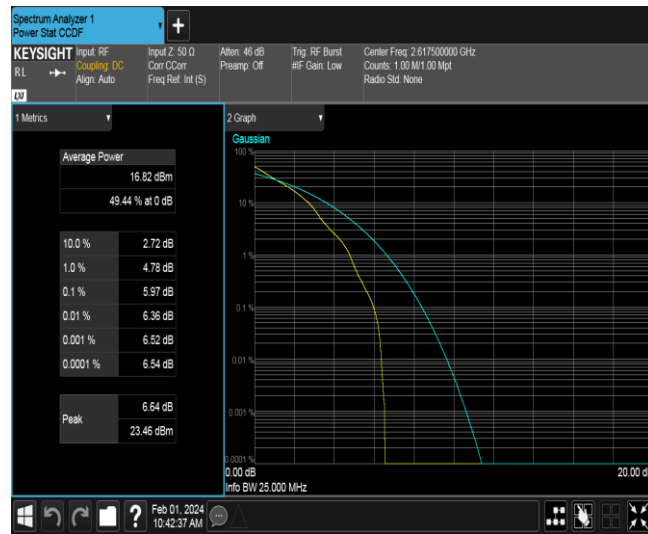 Spectrum Analyzer 1
Power Stat CCDF
+
KEYSIGHT
RL
LXI
Input: RF
Coupling: DC
Align: Auto
Input Z: 50 Ω
Corr CCorr
Freq Ref: Int (S)
Atten: 46 dB
Preamp: Off
Trig: RF Burst
#IF Gain: Low
Center Freq: 2.617500000 GHz
Counts: 1.00 M/1.00 Mpt
Radio Std: None
1 Metrics
Average Power
16.82 dBm
49.44 % at 0 dB
10.0 % 2.72 dB
1.0 % 4.78 dB
0.1 % 5.97 dB
0.01 % 6.36 dB
0.001 % 6.52 dB
0.0001 % 6.54 dB
Peak
6.64 dB
23.46 dBm
2 Graph
Gaussian
100 %
10 %
1 %
0.1 %
0.01 %
0.001 %
0.0001 %
0.00 dB
20.00 d
Info BW 25.000 MHz
?
Feb 01, 2024
10:42:37 AM